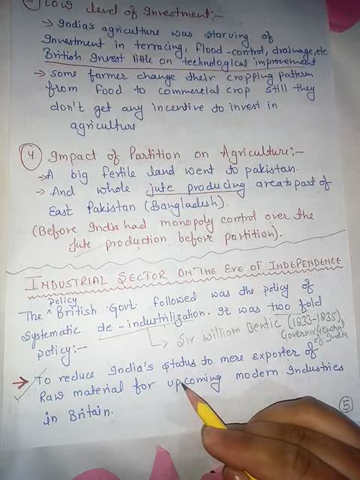 Low level of Investment:-
→ India's agriculture was starving of
Investment in terracing, flood-control, drainage, etc
British Invest little on technological improvement
→ some farmer change their cropping pattern
from food to commercial crop still they
don't get any incentive to invest in
agriculture
4 Impact of Partition on Agriculture:-
→ A big fertile land went to pakistan.
→ And whole jute producing area to part of
East Pakistan (Bangladesh).
(Before India had monopoly control over the
Jute production before partition).
INDUSTRIAL SECTOR ON THE EVE OF INDEPENDENCE
policy
The ^ British Govt followed was the policy of
systematic de-industrilization. It was two fold
policy:-
→ Sir William Bentic (1833-1835)
Governor General
of India
→ To reduce India's status to mere exporter of
Raw material for upcoming modern Industries
in Britain.
5